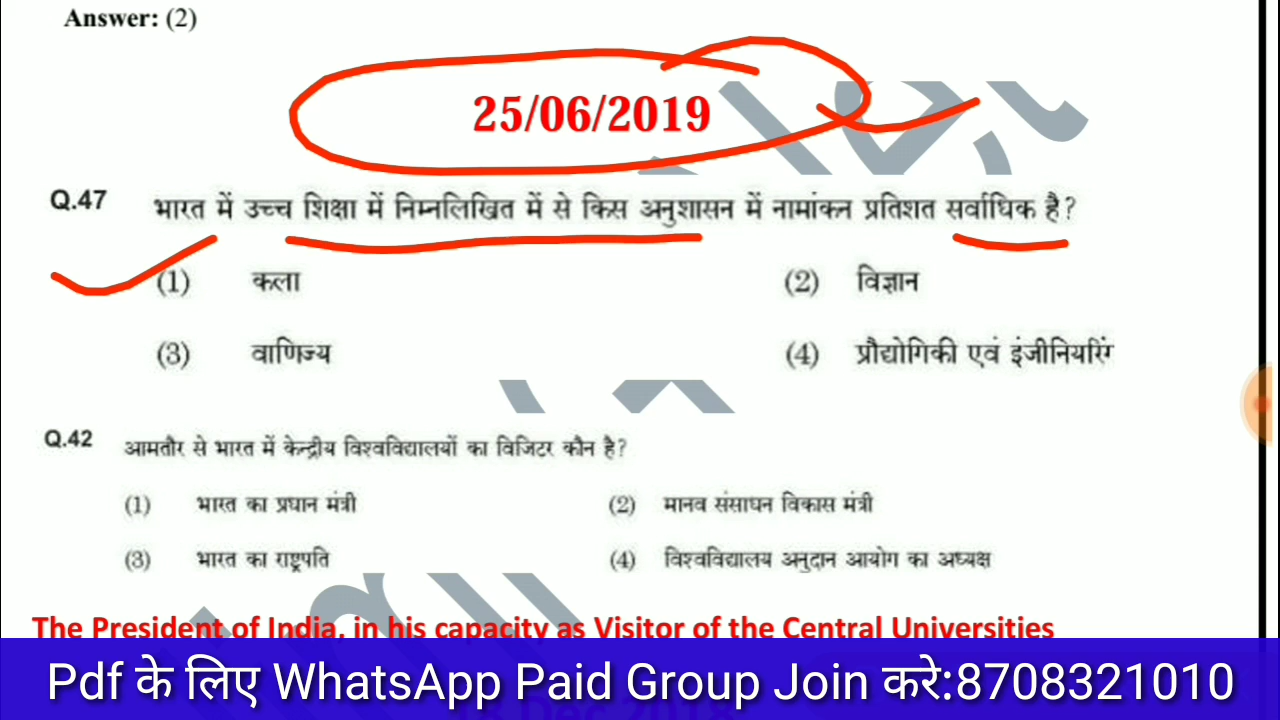 Answer: (2)
25/06/2019
Q.47 भारत में उच्च शिक्षा में निम्नलिखित में से किस अनुशासन में नामांकन प्रतिशत सर्वाधिक है?
(1) कला (2) विज्ञान
(3) वाणिज्य (4) प्रौद्योगिकी एवं इंजीनियरिंग
Q.42 आमतौर से भारत में केन्द्रीय विश्वविद्यालयों का विजिटर कौन है?
(1) भारत का प्रधान मंत्री (2) मानव संसाधन विकास मंत्री
(3) भारत का राष्ट्रपति (4) विश्वविद्यालय अनुदान आयोग का अध्यक्ष
The President of India, in his capacity as Visitor of the Central Universities
Pdf के लिए WhatsApp Paid Group Join करे:8708321010